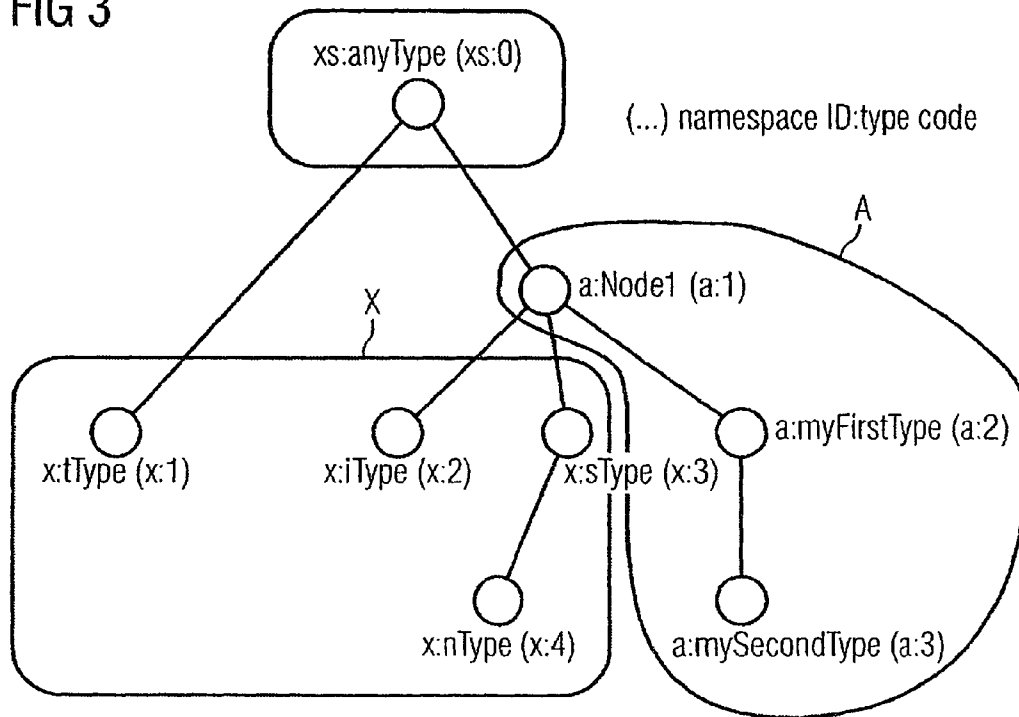 FIG 3
xs:anyType (xs:0)
(...) namespace ID:type code
A
a:Node1 (a:1)
X
a:myFirstType (a:2)
x:tType (x:1)
x:iType (x:2)
x:sType (x:3)
x:nType (x:4)
a:mySecondType (a:3)